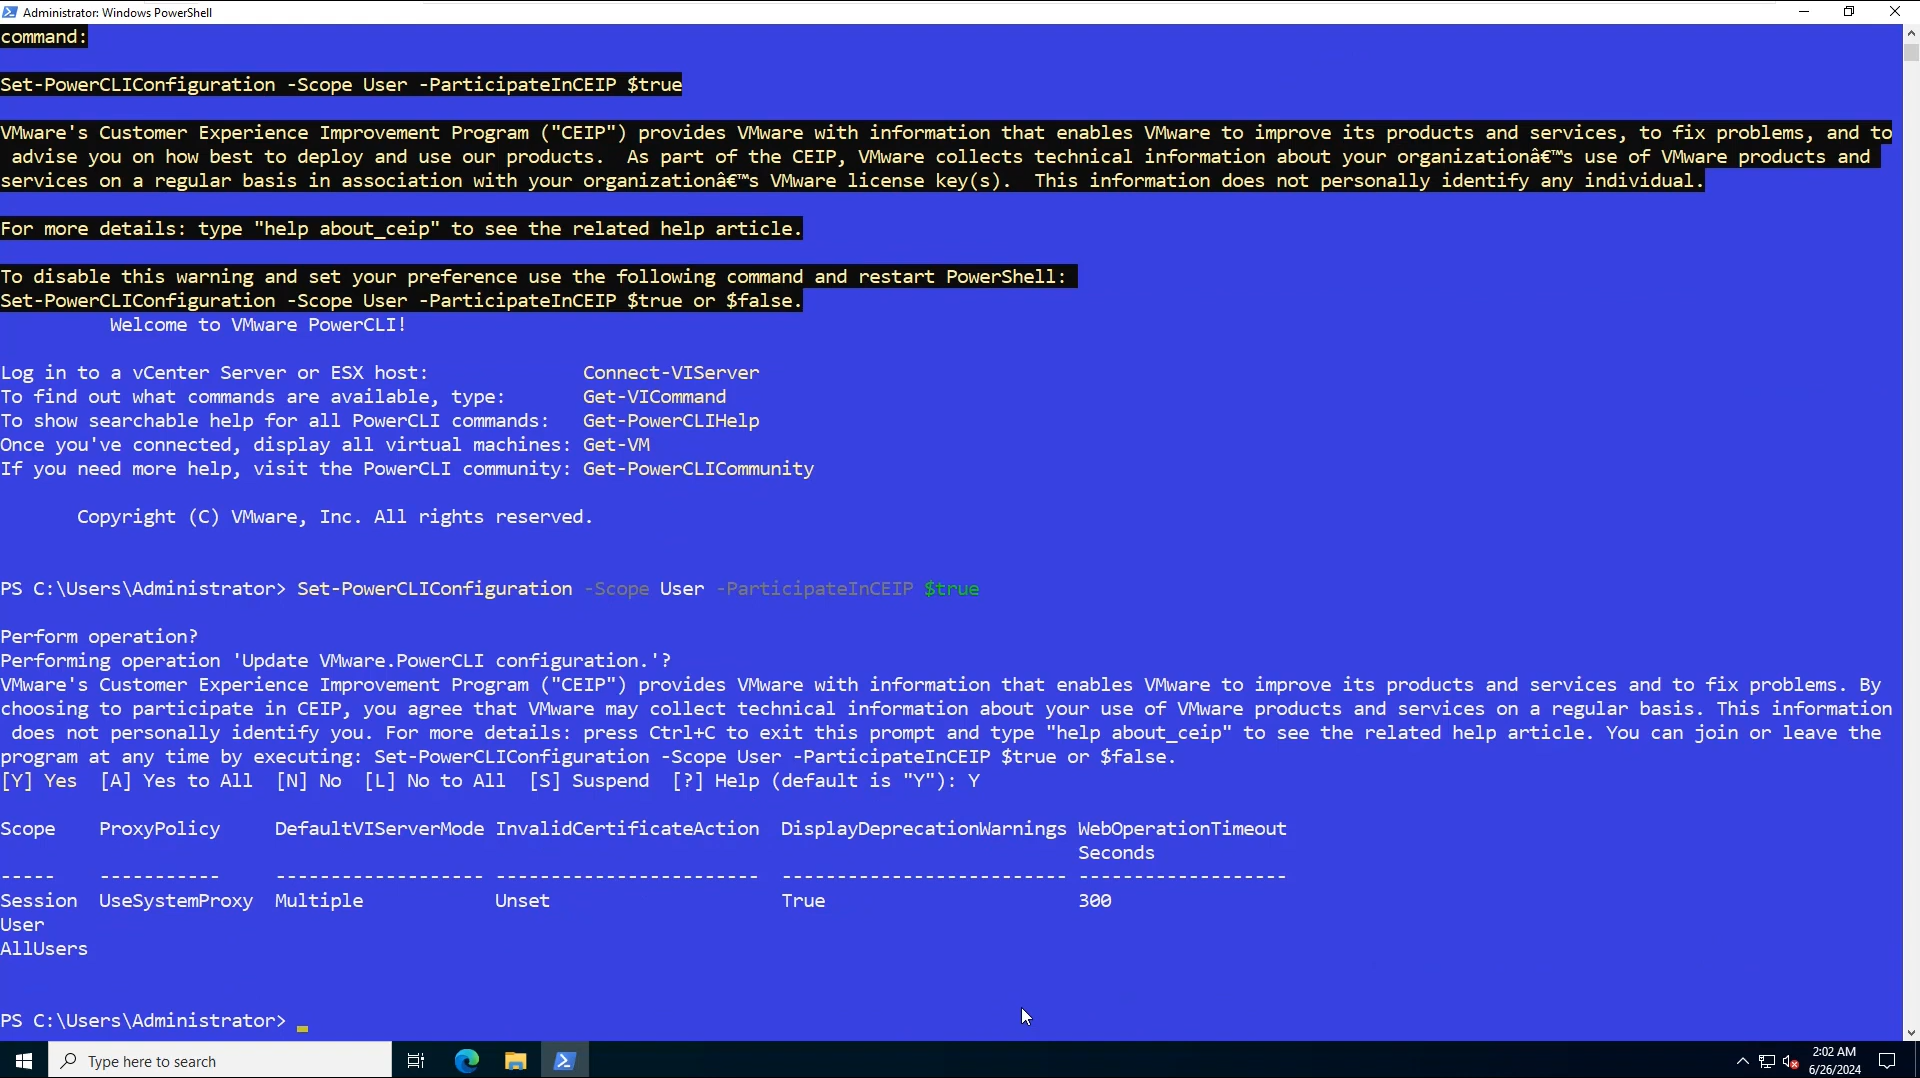 Administrator: Windows PowerShell
command:
Set-PowerCLIConfiguration -Scope User -ParticipateInCEIP $true
VMware's Customer Experience Improvement Program ("CEIP") provides VMware with information that enables VMware to improve its products and services, to fix problems, and to
advise you on how best to deploy and use our products.  As part of the CEIP, VMware collects technical information about your organizationâ€™s use of VMware products and
services on a regular basis in association with your organizationâ€™s VMware license key(s).  This information does not personally identify any individual.
For more details: type "help about_ceip" to see the related help article.
To disable this warning and set your preference use the following command and restart PowerShell:
Set-PowerCLIConfiguration -Scope User -ParticipateInCEIP $true or $false.
Welcome to VMware PowerCLI!
Log in to a vCenter Server or ESX host: Connect-VIServer
To find out what commands are available, type: Get-VICommand
To show searchable help for all PowerCLI commands: Get-PowerCLIHelp
Once you've connected, display all virtual machines: Get-VM
If you need more help, visit the PowerCLI community: Get-PowerCLICommunity
Copyright (C) VMware, Inc. All rights reserved.
PS C:\Users\Administrator> Set-PowerCLIConfiguration -Scope User -ParticipateInCEIP $true
Perform operation?
Performing operation 'Update VMware.PowerCLI configuration.'?
VMware's Customer Experience Improvement Program ("CEIP") provides VMware with information that enables VMware to improve its products and services and to fix problems. By
choosing to participate in CEIP, you agree that VMware may collect technical information about your use of VMware products and services on a regular basis. This information
does not personally identify you. For more details: press Ctrl+C to exit this prompt and type "help about_ceip" to see the related help article. You can join or leave the
program at any time by executing: Set-PowerCLIConfiguration -Scope User -ParticipateInCEIP $true or $false.
[Y] Yes  [A] Yes to All  [N] No  [L] No to All  [S] Suspend  [?] Help (default is "Y"): Y
Scope ProxyPolicy DefaultVIServerMode InvalidCertificateAction DisplayDeprecationWarnings WebOperationTimeout
Seconds
----- ----------- ------------------- ------------------------ -------------------------- -------------------
Session UseSystemProxy Multiple Unset True 300
User
AllUsers
PS C:\Users\Administrator> _
Type here to search
2:02 AM
6/26/2024